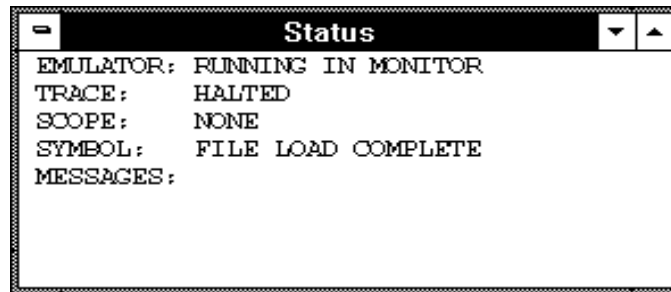 Status
EMULATOR: RUNNING IN MONITOR
TRACE: HALTED
SCOPE: NONE
SYMBOL: FILE LOAD COMPLETE
MESSAGES: